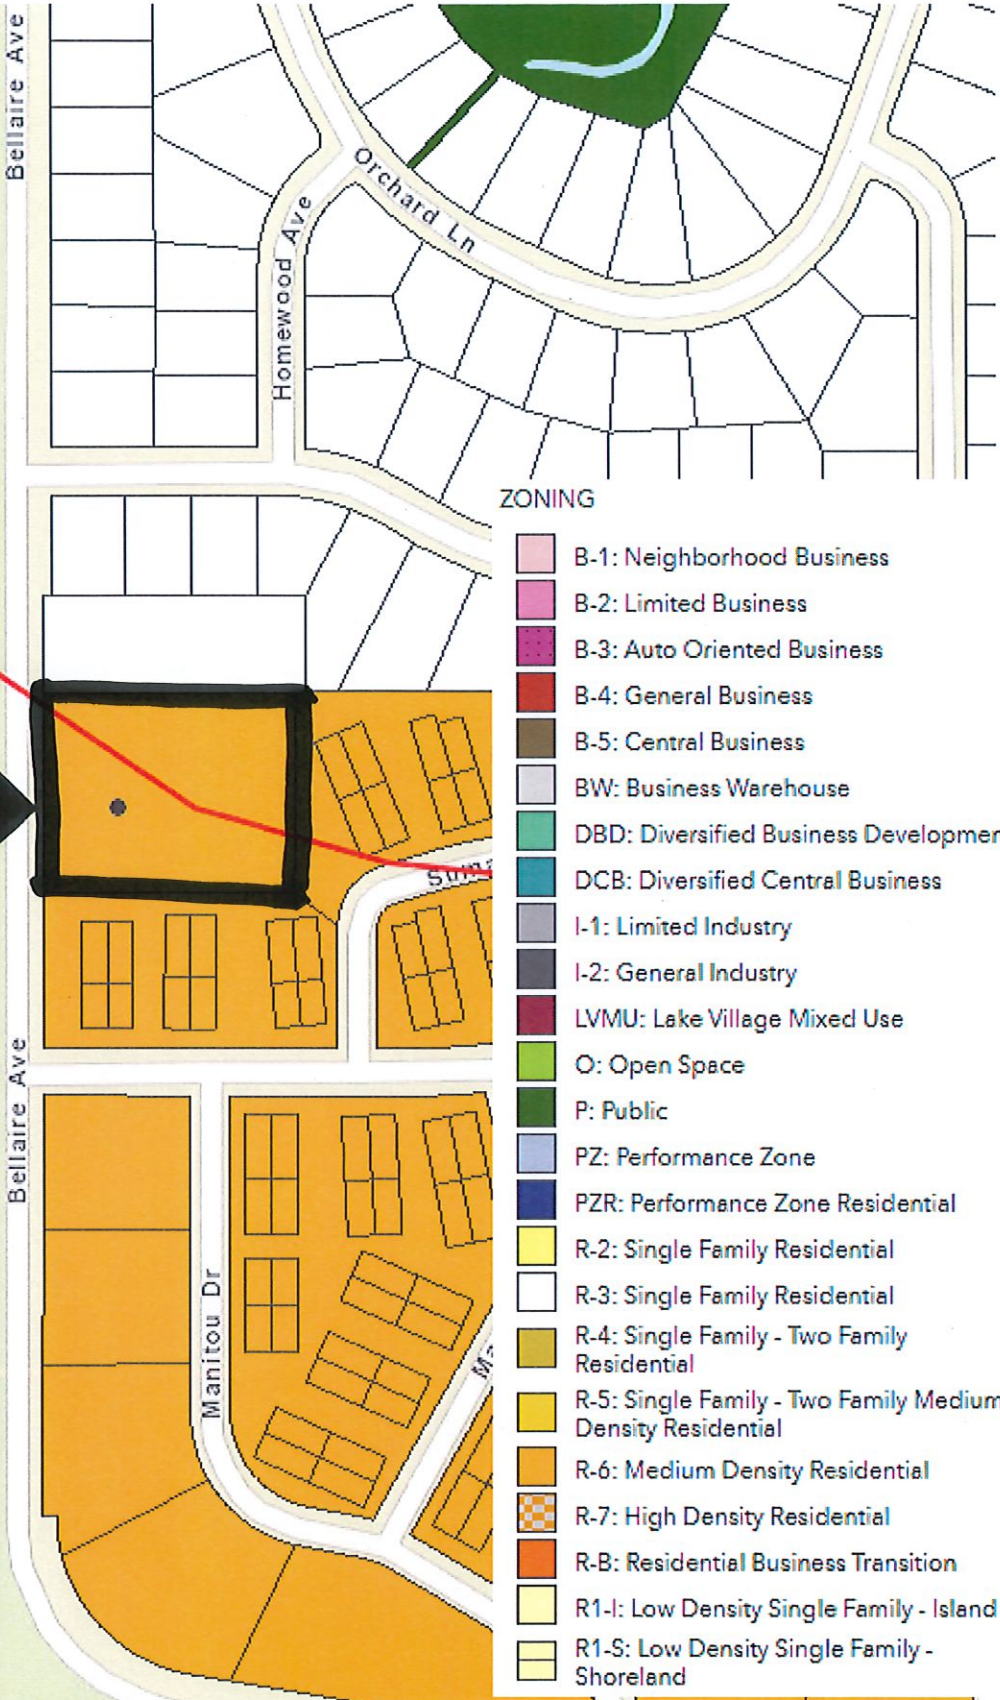 Bellaire Ave
Orchard Ln
Homewood Ave
ZONING
B-1: Neighborhood Business
B-2: Limited Business
B-3: Auto Oriented Business
B-4: General Business
B-5: Central Business
BW: Business Warehouse
DBD: Diversified Business Developmen
DCB: Diversified Central Business
I-1: Limited Industry
I-2: General Industry
LVMU: Lake Village Mixed Use
O: Open Space
P: Public
PZ: Performance Zone
PZR: Performance Zone Residential
R-2: Single Family Residential
R-3: Single Family Residential
R-4: Single Family - Two Family
Residential
R-5: Single Family - Two Family Medium
Density Residential
R-6: Medium Density Residential
R-7: High Density Residential
R-B: Residential Business Transition
R1-I: Low Density Single Family - Island
R1-S: Low Density Single Family -
Shoreland
Bellaire Ave
Manitou Dr
Ma